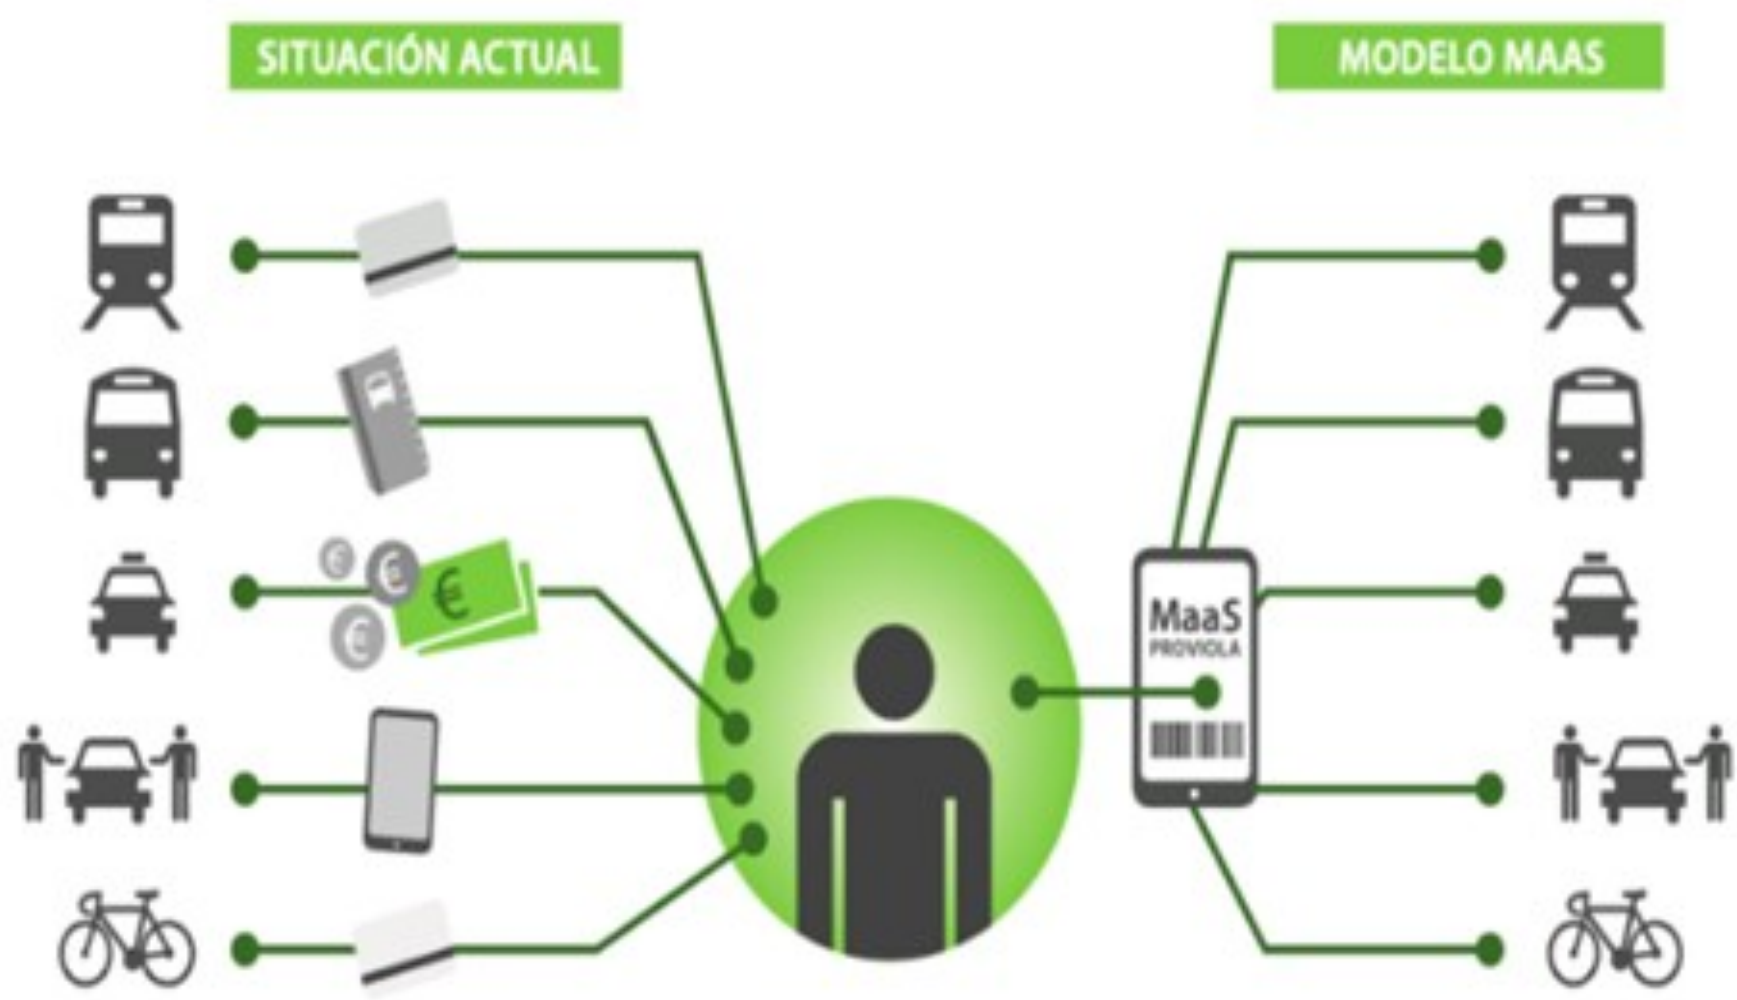 SITUACIÓN ACTUAL
MODELO MAAS
€
€
€
€
MaaS
PROVIOLA